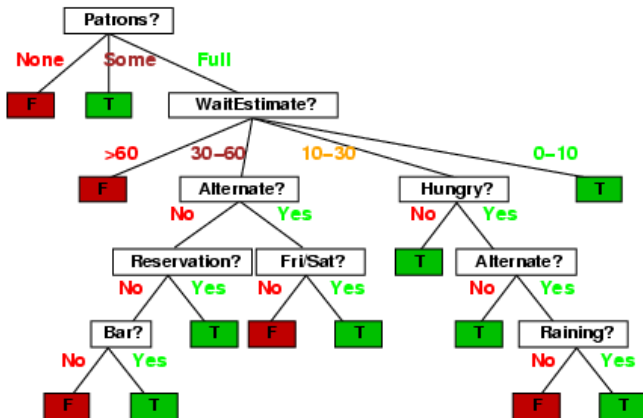 Patrons?
None Some Full
F T WaitEstimate?
>60 30–60 10–30 0–10
F Alternate? Hungry? T
No Yes No Yes
Reservation? Fri/Sat? T Alternate?
No Yes No Yes No Yes
Bar? T F T T Raining?
No Yes No Yes
F T F T